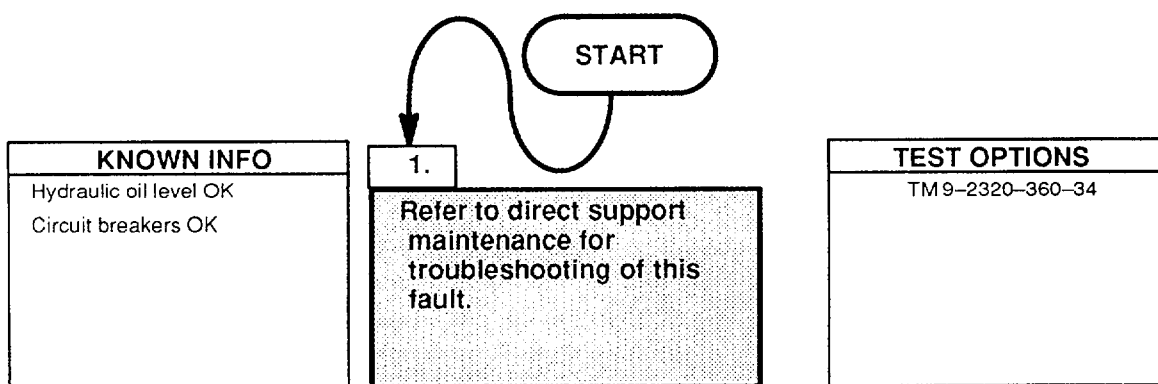 START
KNOWN INFO
Hydraulic oil level OK
Circuit breakers OK
1.
Refer to direct support
maintenance for
troubleshooting of this
fault.
TEST OPTIONS
TM 9–2320–360–34